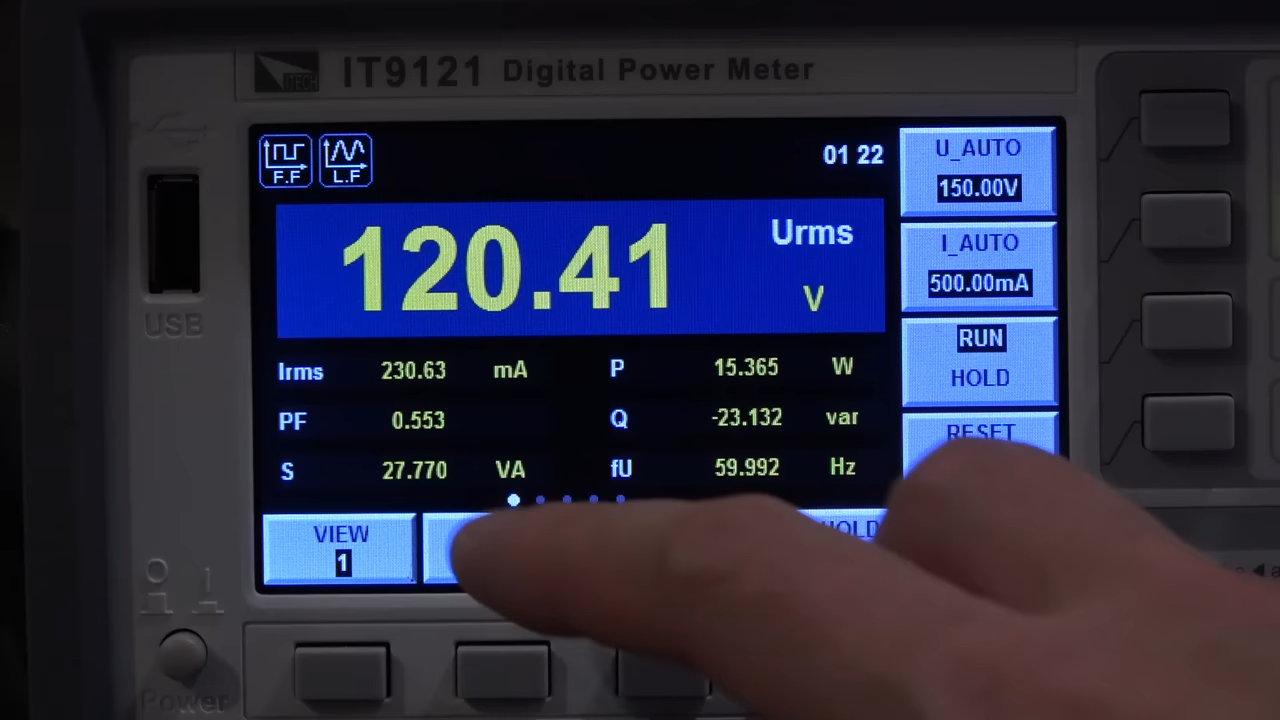 ITECH IT9121 Digital Power Meter
F.F L.F 01 22
U_AUTO
150.00V
120.41 Urms
V
I_AUTO
500.00mA
RUN
HOLD
Irms 230.63 mA P 15.365 W
PF 0.553 Q -23.132 var
S 27.770 VA fU 59.992 Hz
RESET
VIEW
1
HOLD
USB
Power